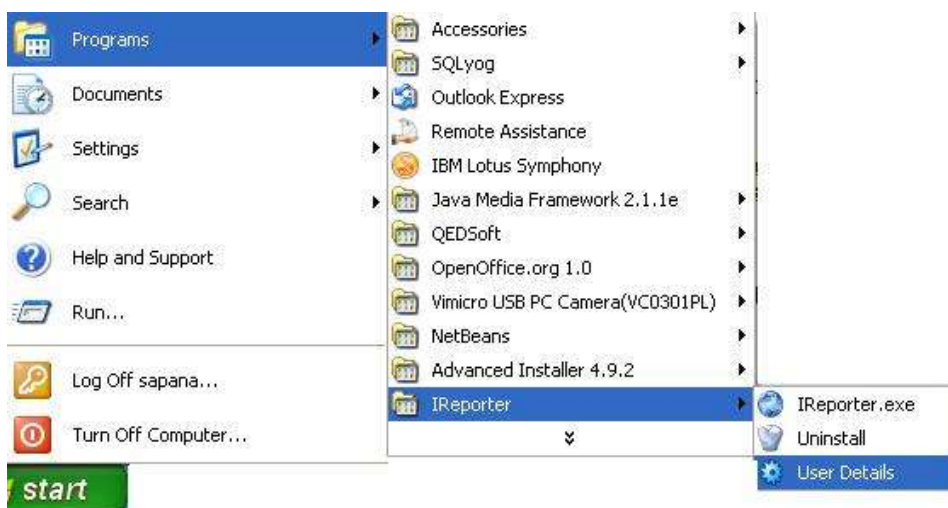 Programs
Documents
Settings
Search
Help and Support
Run...
Log Off sapana...
Turn Off Computer...
start
Accessories
SQLyog
Outlook Express
Remote Assistance
IBM Lotus Symphony
Java Media Framework 2.1.1e
QEDSoft
OpenOffice.org 1.0
Vimicro USB PC Camera(VC0301PL)
NetBeans
Advanced Installer 4.9.2
IReporter
IReporter.exe
Uninstall
User Details